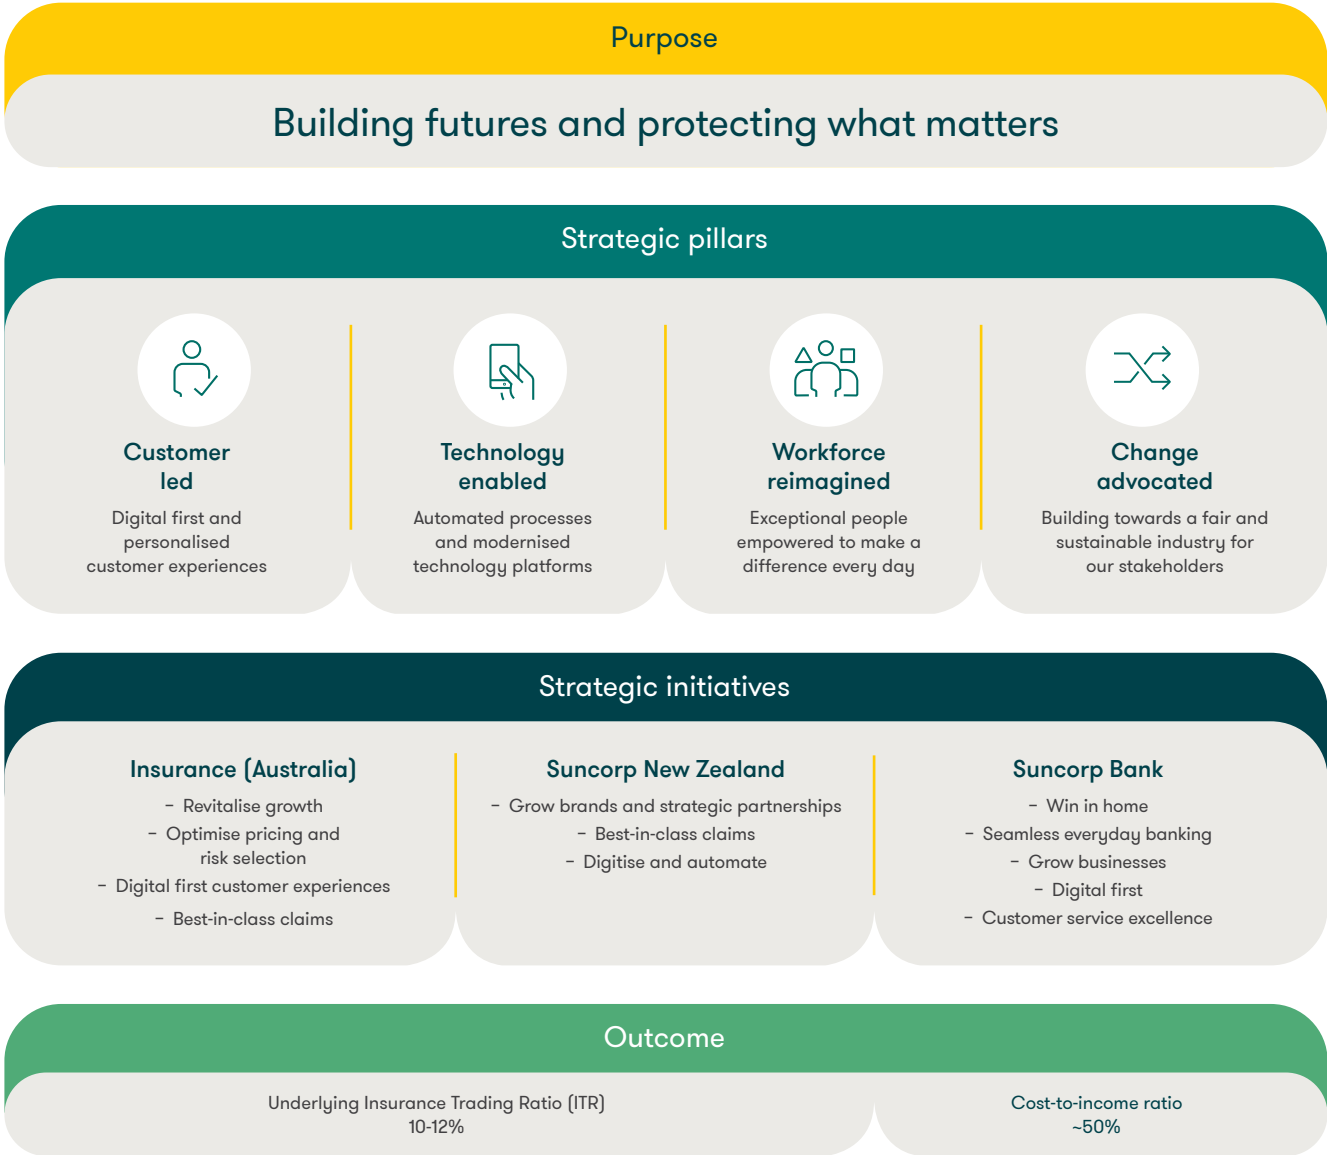 Purpose
Building futures and protecting what matters
Strategic pillars
Customer
led
Digital first and
personalised
customer experiences
Technology
enabled
Automated processes
and modernised
technology platforms
Workforce
reimagined
Exceptional people
empowered to make a
difference every day
Change
advocated
Building towards a fair and
sustainable industry for
our stakeholders
Strategic initiatives
Insurance (Australia)
– Revitalise growth
– Optimise pricing and
risk selection
– Digital first customer experiences
– Best-in-class claims
Suncorp New Zealand
– Grow brands and strategic partnerships
– Best-in-class claims
– Digitise and automate
Suncorp Bank
– Win in home
– Seamless everyday banking
– Grow businesses
– Digital first
– Customer service excellence
Outcome
Underlying Insurance Trading Ratio (ITR)
10-12%
Cost-to-income ratio
~50%